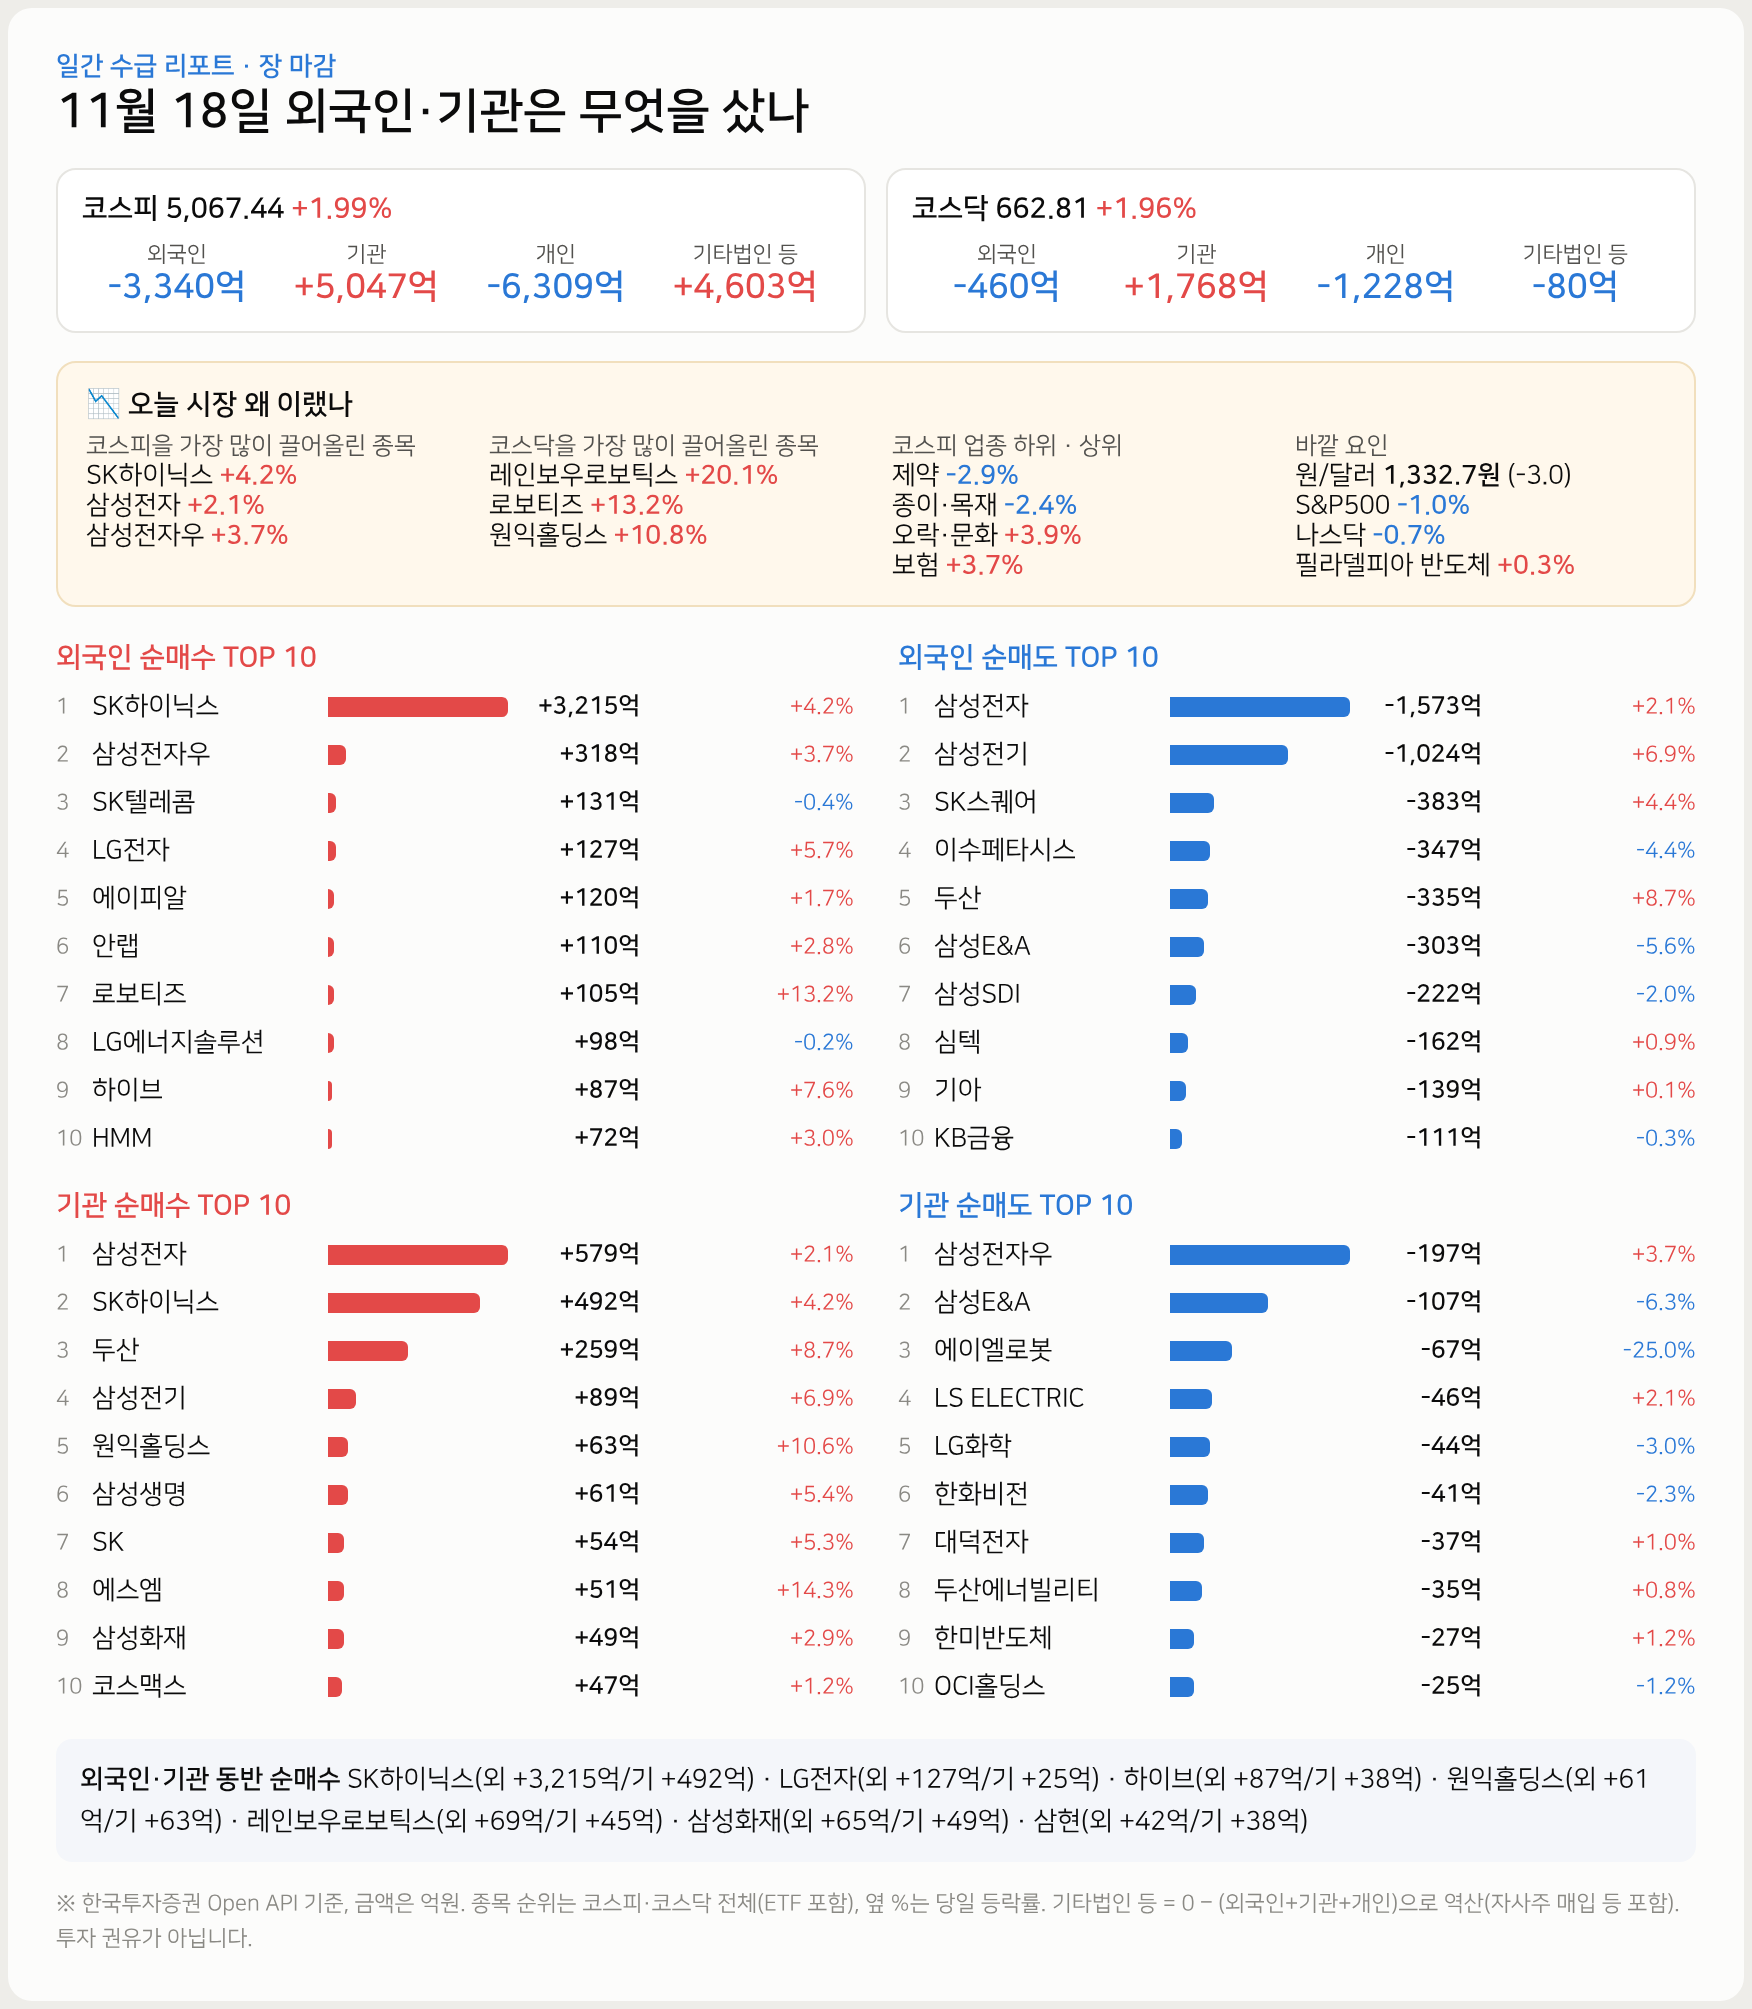 일간 수급 리포트 · 장 마감
11월 18일 외국인·기관은 무엇을 샀나
코스피 5,067.44 +1.99%
외국인 기관 개인 기타법인 등
-3,340억 +5,047억 -6,309억 +4,603억
코스닥 662.81 +1.96%
외국인 기관 개인 기타법인 등
-460억 +1,768억 -1,228억 -80억
오늘 시장 왜 이랬나
코스피을 가장 많이 끌어올린 종목
SK하이닉스 +4.2%
삼성전자 +2.1%
삼성전자우 +3.7%
코스닥을 가장 많이 끌어올린 종목
레인보우로보틱스 +20.1%
로보티즈 +13.2%
원익홀딩스 +10.8%
코스피 업종 하위 · 상위
제약 -2.9%
종이·목재 -2.4%
오락·문화 +3.9%
보험 +3.7%
바깥 요인
원/달러 1,332.7원 (-3.0)
S&P500 -1.0%
나스닥 -0.7%
필라델피아 반도체 +0.3%
외국인 순매수 TOP 10
1 SK하이닉스 +3,215억 +4.2%
2 삼성전자우 +318억 +3.7%
3 SK텔레콤 +131억 -0.4%
4 LG전자 +127억 +5.7%
5 에이피알 +120억 +1.7%
6 안랩 +110억 +2.8%
7 로보티즈 +105억 +13.2%
8 LG에너지솔루션 +98억 -0.2%
9 하이브 +87억 +7.6%
10 HMM +72억 +3.0%
외국인 순매도 TOP 10
1 삼성전자 -1,573억 +2.1%
2 삼성전기 -1,024억 +6.9%
3 SK스퀘어 -383억 +4.4%
4 이수페타시스 -347억 -4.4%
5 두산 -335억 +8.7%
6 삼성E&A -303억 -5.6%
7 삼성SDI -222억 -2.0%
8 심텍 -162억 +0.9%
9 기아 -139억 +0.1%
10 KB금융 -111억 -0.3%
기관 순매수 TOP 10
1 삼성전자 +579억 +2.1%
2 SK하이닉스 +492억 +4.2%
3 두산 +259억 +8.7%
4 삼성전기 +89억 +6.9%
5 원익홀딩스 +63억 +10.6%
6 삼성생명 +61억 +5.4%
7 SK +54억 +5.3%
8 에스엠 +51억 +14.3%
9 삼성화재 +49억 +2.9%
10 코스맥스 +47억 +1.2%
기관 순매도 TOP 10
1 삼성전자우 -197억 +3.7%
2 삼성E&A -107억 -6.3%
3 에이엘로봇 -67억 -25.0%
4 LS ELECTRIC -46억 +2.1%
5 LG화학 -44억 -3.0%
6 한화비전 -41억 -2.3%
7 대덕전자 -37억 +1.0%
8 두산에너빌리티 -35억 +0.8%
9 한미반도체 -27억 +1.2%
10 OCI홀딩스 -25억 -1.2%
외국인·기관 동반 순매수 SK하이닉스(외 +3,215억/기 +492억) · LG전자(외 +127억/기 +25억) · 하이브(외 +87억/기 +38억) · 원익홀딩스(외 +61
억/기 +63억) · 레인보우로보틱스(외 +69억/기 +45억) · 삼성화재(외 +65억/기 +49억) · 삼현(외 +42억/기 +38억)
※ 한국투자증권 Open API 기준, 금액은 억원. 종목 순위는 코스피·코스닥 전체(ETF 포함), 옆 %는 당일 등락률. 기타법인 등 = 0 − (외국인+기관+개인)으로 역산(자사주 매입 등 포함).
투자 권유가 아닙니다.